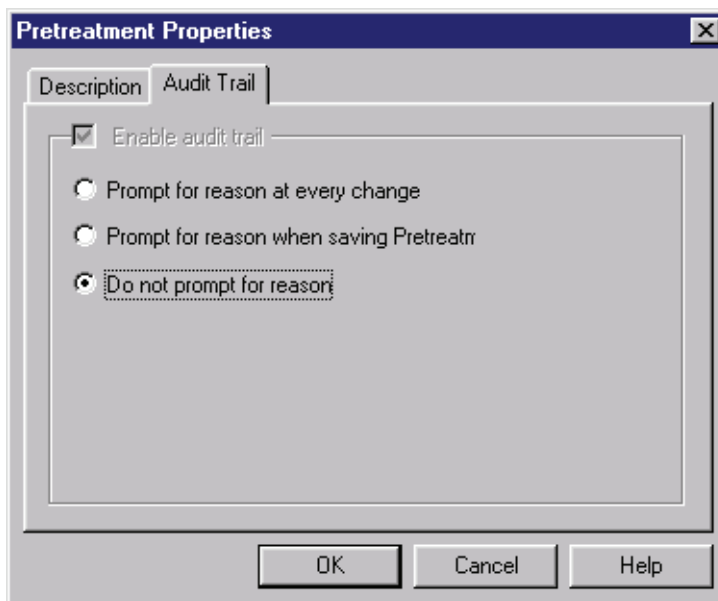 Pretreatment Properties
Description
Audit Trail
Enable audit trail
Prompt for reason at every change
Prompt for reason when saving Pretreatm
Do not prompt for reason
OK
Cancel
Help